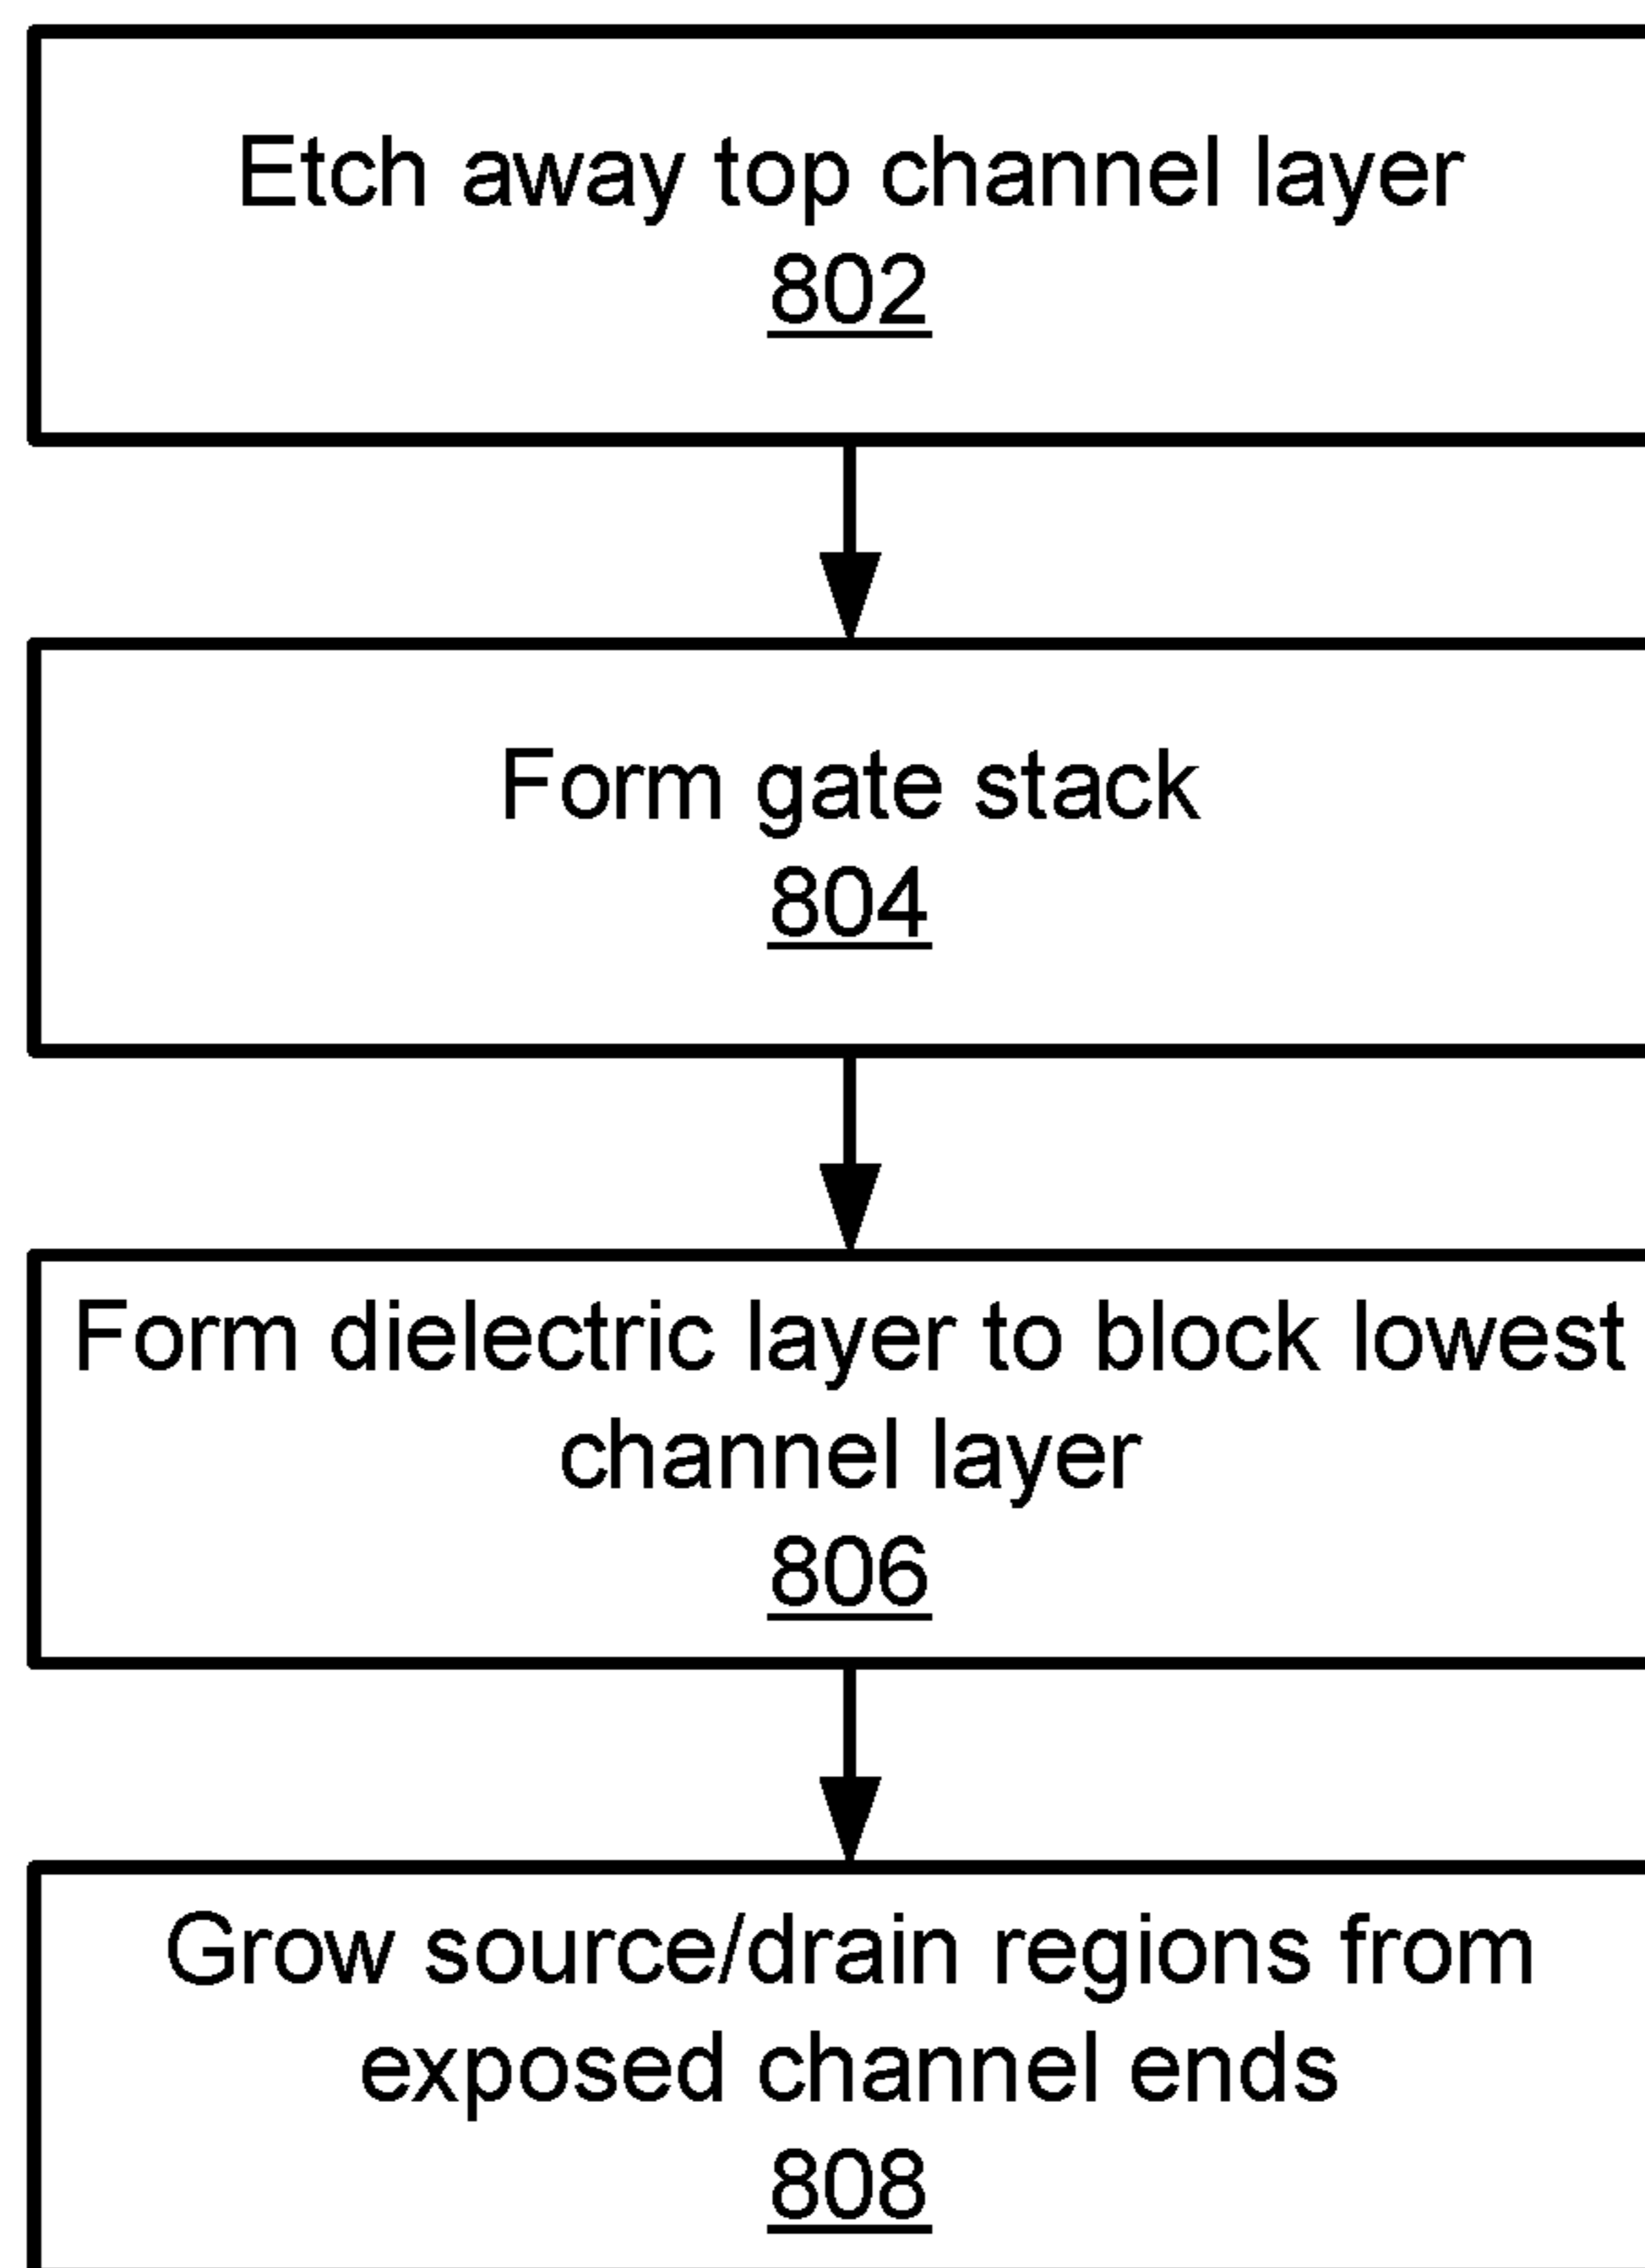 Etch away top channel layer
802
Form gate stack
804
Form dielectric layer to block lowest
channel layer
806
Grow source/drain regions from
exposed channel ends
808